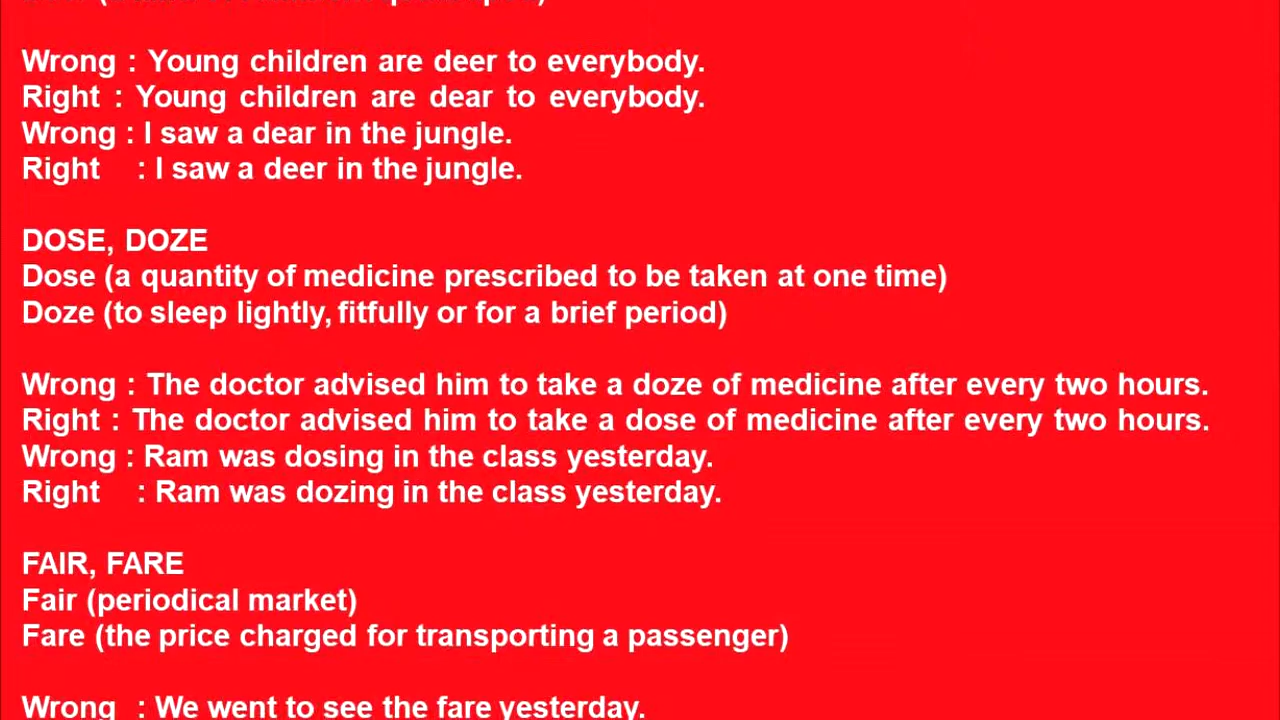 Wrong : Young children are deer to everybody.
Right : Young children are dear to everybody.
Wrong : I saw a dear in the jungle.
Right : I saw a deer in the jungle.
DOSE, DOZE
Dose (a quantity of medicine prescribed to be taken at one time)
Doze (to sleep lightly, fitfully or for a brief period)
Wrong : The doctor advised him to take a doze of medicine after every two hours.
Right : The doctor advised him to take a dose of medicine after every two hours.
Wrong : Ram was dosing in the class yesterday.
Right : Ram was dozing in the class yesterday.
FAIR, FARE
Fair (periodical market)
Fare (the price charged for transporting a passenger)
Wrong : We went to see the fare yesterday.